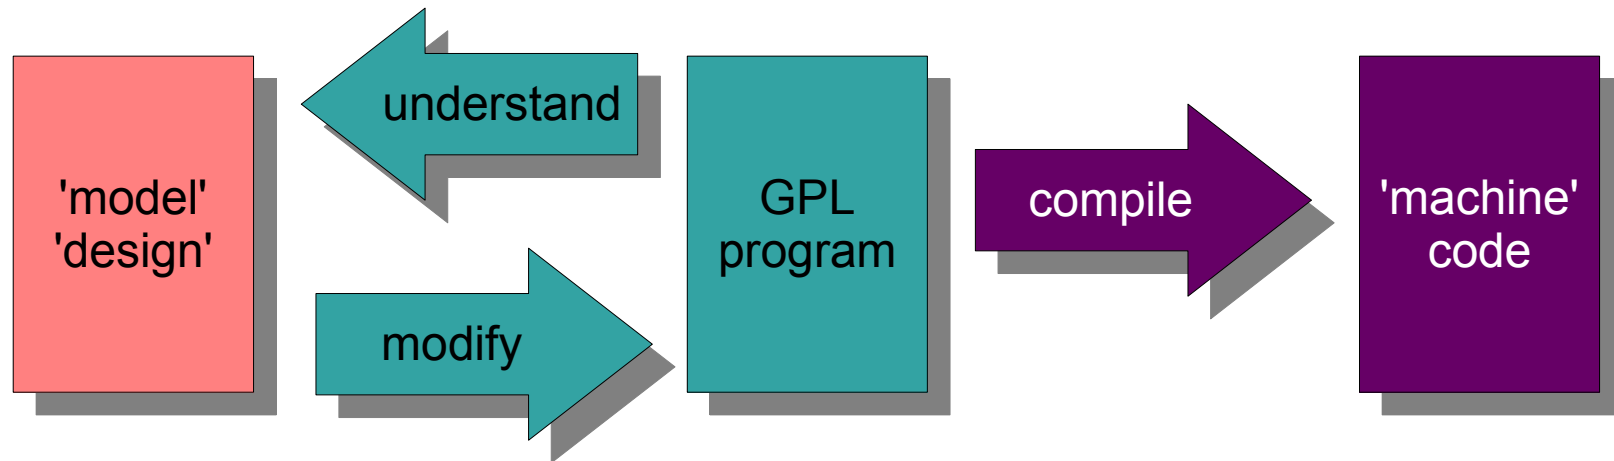 'model'
'design'
understand
modify
GPL
program
compile
'machine'
code